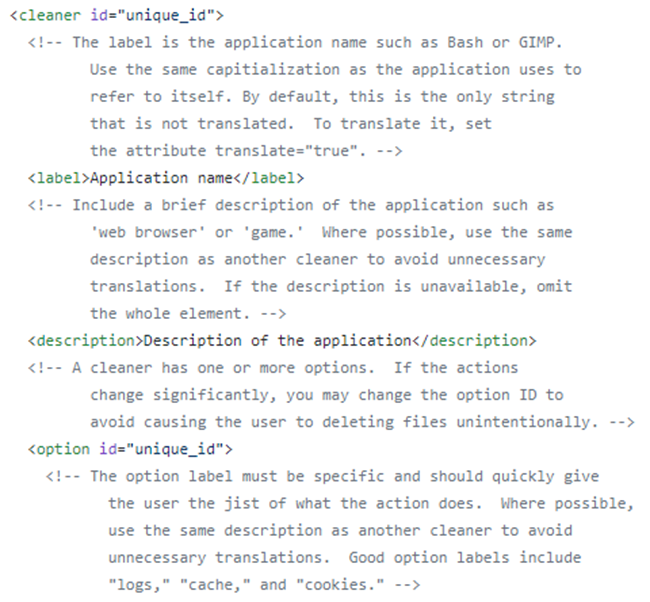 <cleaner id="unique_id">
<!-- The label is the application name such as Bash or GIMP.
Use the same capitialization as the application uses to
refer to itself. By default, this is the only string
that is not translated.  To translate it, set
the attribute translate="true". -->
<label>Application name</label>
<!-- Include a brief description of the application such as
'web browser' or 'game.'  Where possible, use the same
description as another cleaner to avoid unnecessary
translations.  If the description is unavailable, omit
the whole element. -->
<description>Description of the application</description>
<!-- A cleaner has one or more options.  If the actions
change significantly, you may change the option ID to
avoid causing the user to deleting files unintentionally. -->
<option id="unique_id">
<!-- The option label must be specific and should quickly give
the user the jist of what the action does.  Where possible,
use the same description as another cleaner to avoid
unnecessary translations.  Good option labels include
"logs," "cache," and "cookies." -->